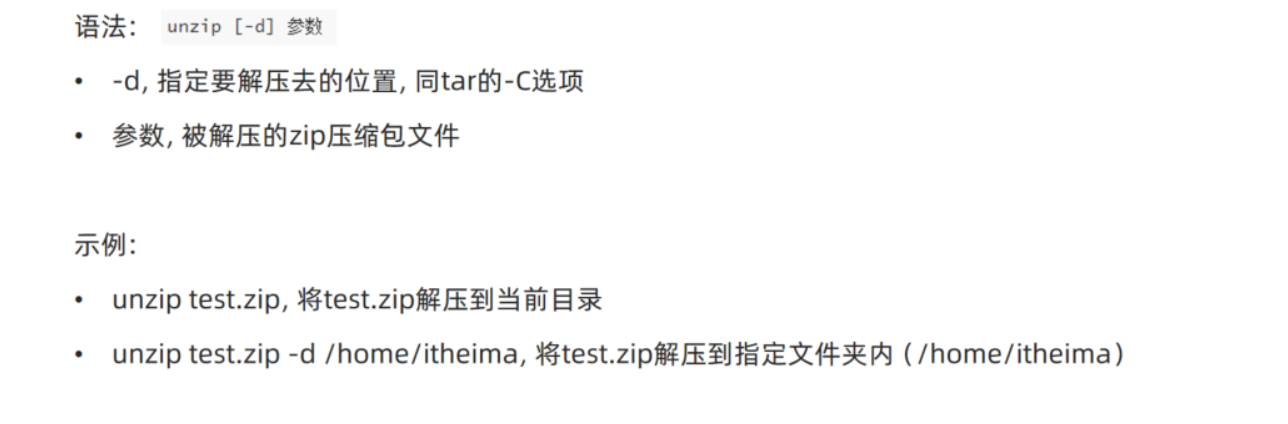 语法： unzip [-d] 参数
• -d, 指定要解压去的位置, 同tar的-C选项
• 参数, 被解压的zip压缩包文件
示例：
• unzip test.zip, 将test.zip解压到当前目录
• unzip test.zip -d /home/itheima, 将test.zip解压到指定文件夹内（/home/itheima）